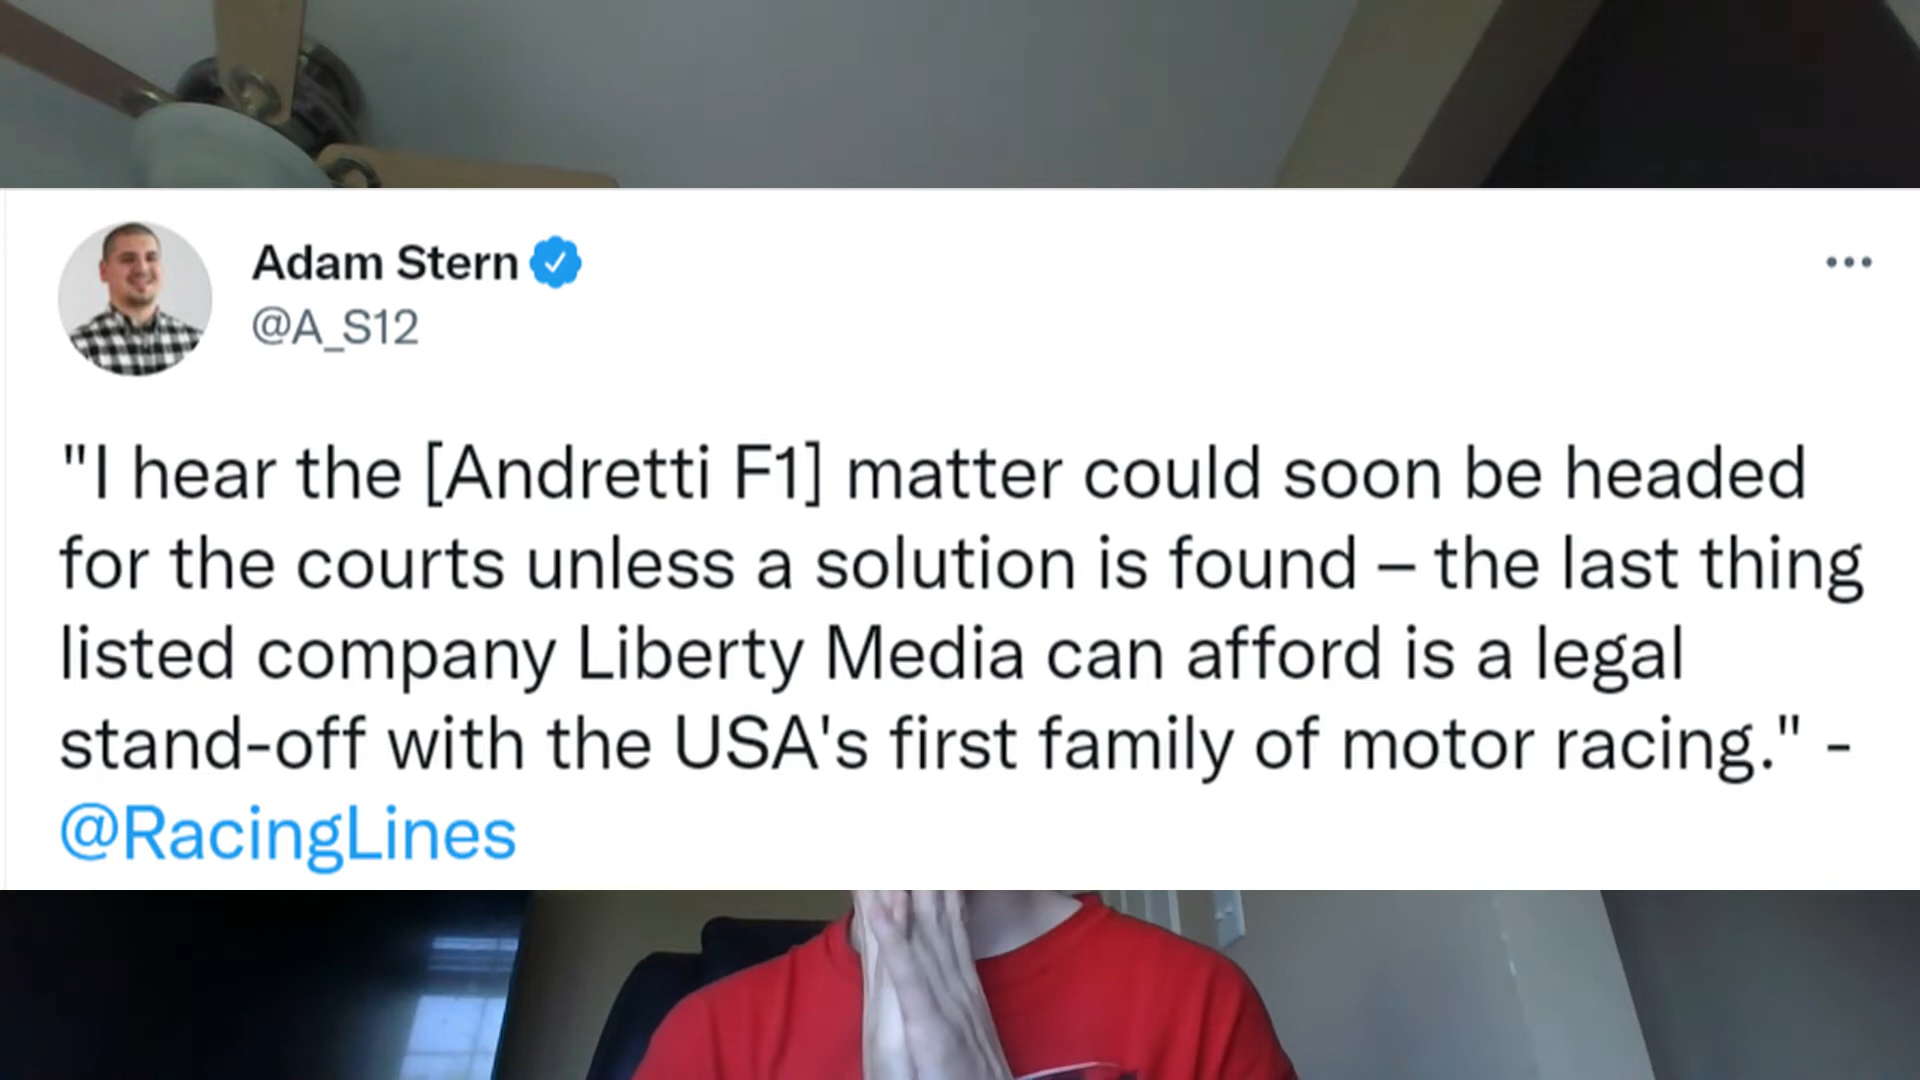 Adam Stern
@A_S12
"I hear the [Andretti F1] matter could soon be headed
for the courts unless a solution is found – the last thing
listed company Liberty Media can afford is a legal
stand-off with the USA's first family of motor racing." -
@RacingLines